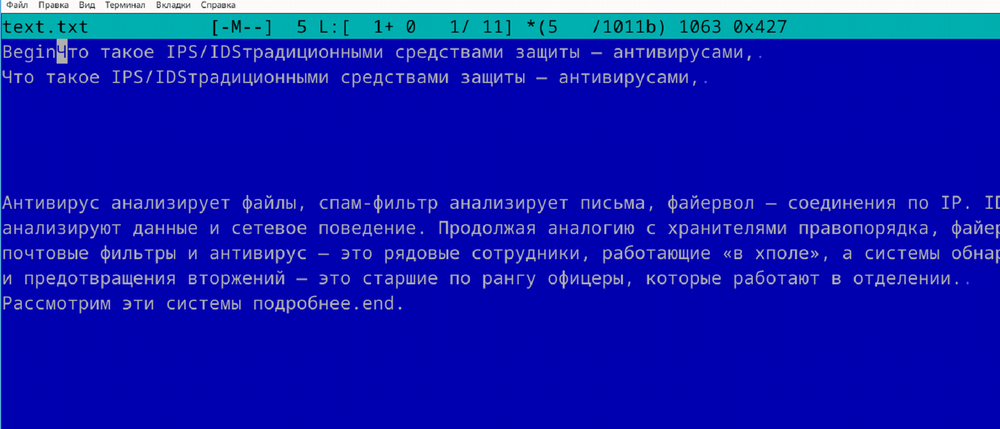 Файл Правка Вид Терминал Вкладки Справка
text.txt [-M--] 5 L:[ 1+ 0 1/ 11] *(5 /1011b) 1063 0x427
BeginЧто такое IPS/IDSтрадиционными средствами защиты — антивирусами,.
Что такое IPS/IDSтрадиционными средствами защиты — антивирусами,.
Антивирус анализирует файлы, спам-фильтр анализирует письма, файервол — соединения по IP. ID
анализируют данные и сетевое поведение. Продолжая аналогию с хранителями правопорядка, файер
почтовые фильтры и антивирус — это рядовые сотрудники, работающие «в хполе», а системы обнар
и предотвращения вторжений — это старшие по рангу офицеры, которые работают в отделении..
Рассмотрим эти системы подробнее.end.